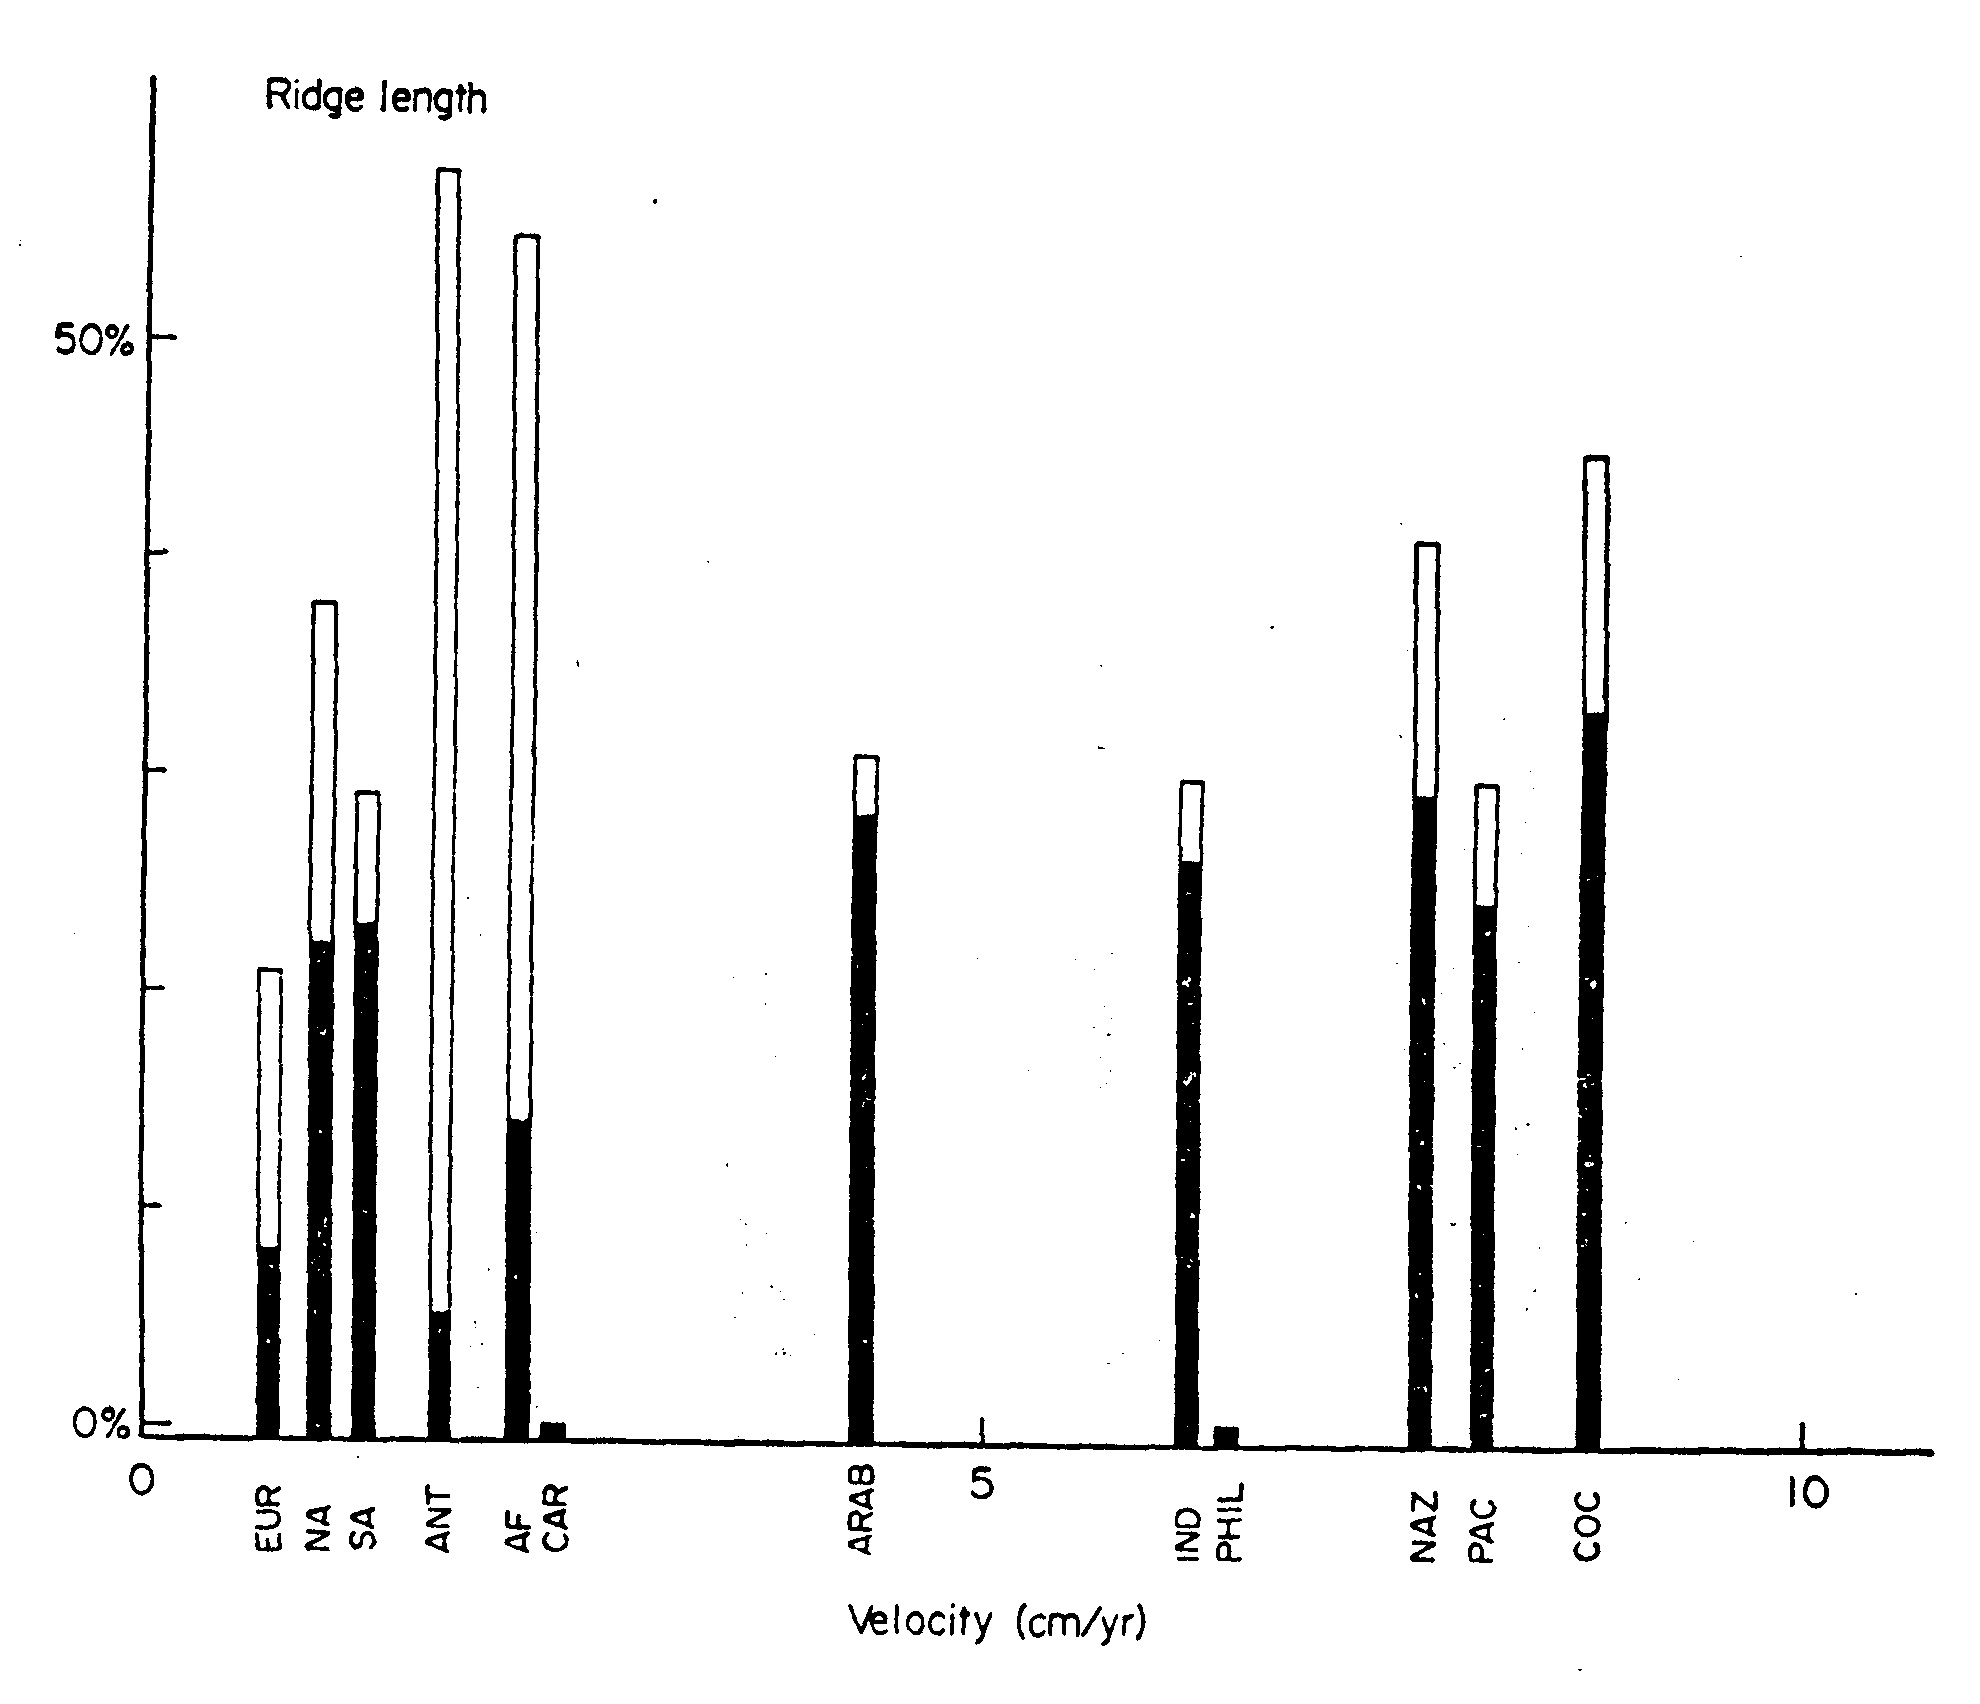 Ridge length
50%
0%
0
5
10
EUR
NA
SA
ANT
AF
CAR
ARAB
IND
PHIL
NAZ
PAC
COC
Velocity (cm/yr)